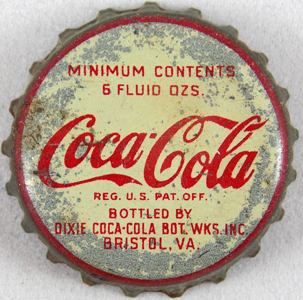 MINIMUM CONTENTS
6 FLUID OZS.
Coca-Cola
REG. U.S. PAT. OFF.
BOTTLED BY
DIXIE COCA-COLA BOT. WKS. INC.
BRISTOL, VA.